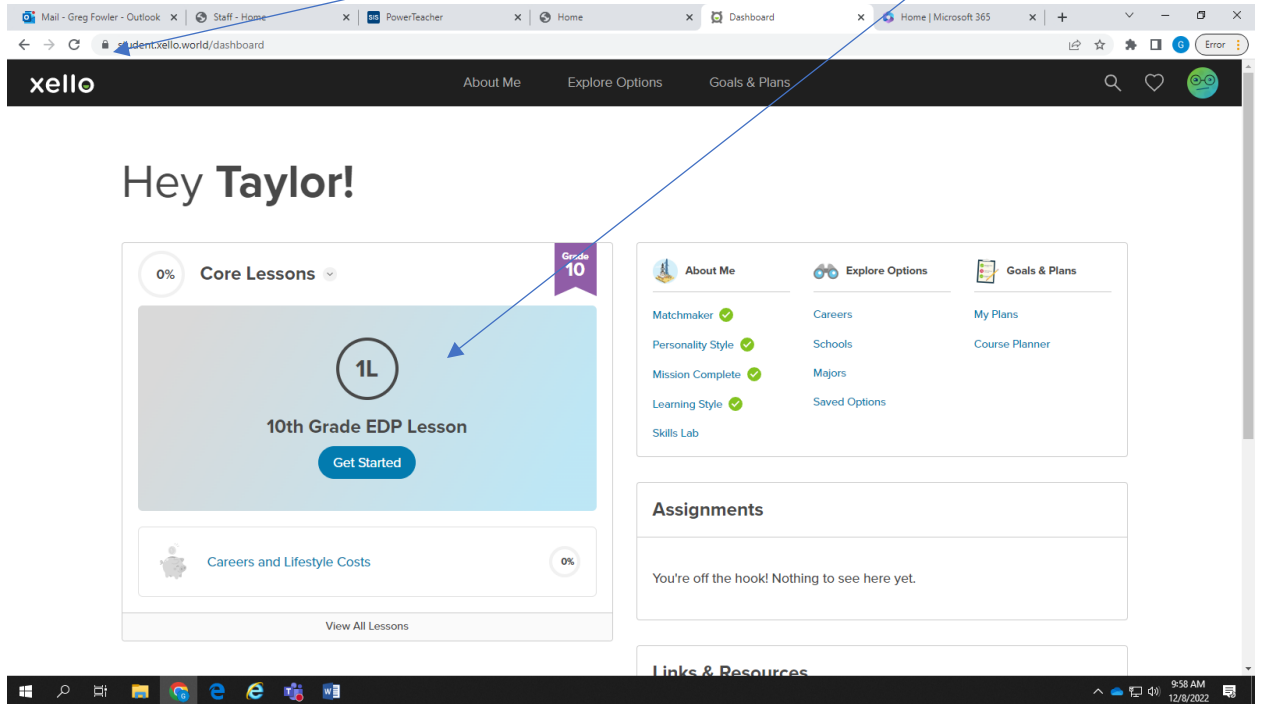 Mail - Greg Fowler - Outlook
Staff - Home
SIS PowerTeacher
Home
Dashboard
Home | Microsoft 365
student.xello.world/dashboard
G
Error
xello
About Me
Explore Options
Goals & Plans
Hey Taylor!
0%
Core Lessons
Grade
10
1L
10th Grade EDP Lesson
Get Started
Careers and Lifestyle Costs
0%
View All Lessons
About Me
Explore Options
Goals & Plans
Matchmaker
Careers
My Plans
Personality Style
Schools
Course Planner
Mission Complete
Majors
Learning Style
Saved Options
Skills Lab
Assignments
You're off the hook! Nothing to see here yet.
Links & Resources
9:58 AM
12/8/2022